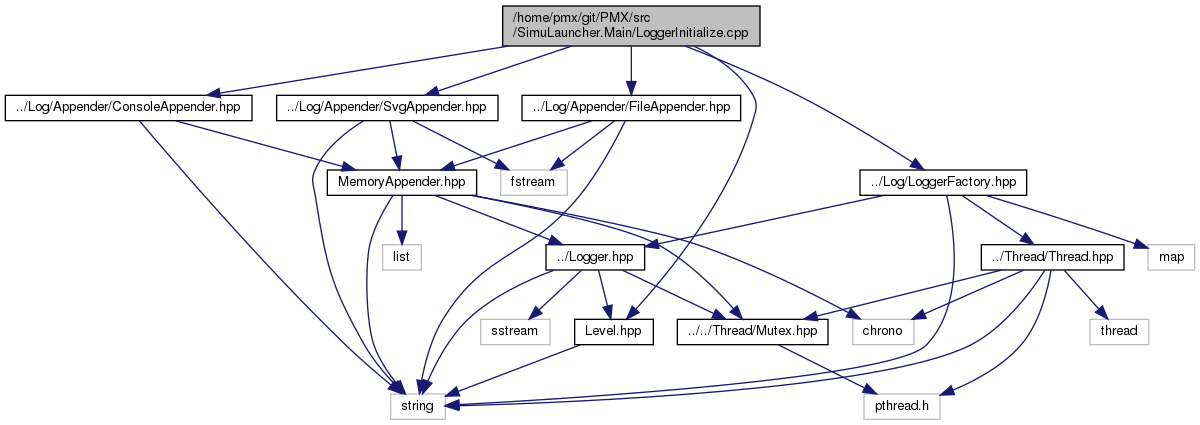 /home/pmx/git/PMX/src
/SimuLauncher.Main/LoggerInitialize.cpp
../Log/Appender/ConsoleAppender.hpp
../Log/Appender/SvgAppender.hpp
../Log/Appender/FileAppender.hpp
MemoryAppender.hpp
fstream
../Log/LoggerFactory.hpp
list
../Logger.hpp
../Thread/Thread.hpp
map
sstream
Level.hpp
../../Thread/Mutex.hpp
chrono
thread
string
pthread.h